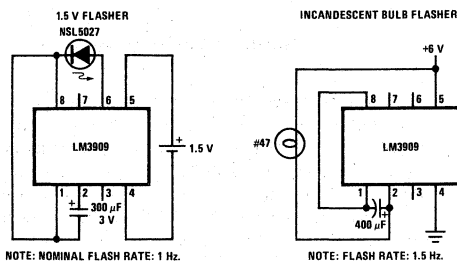 1.5 V FLASHER
NSL5027
8 7 6 5
LM3909
1 2 3 4
+
300 μF
3 V
+
1.5 V
NOTE: NOMINAL FLASH RATE: 1 Hz.
INCANDESCENT BULB FLASHER
+6 V
8 7 6 5
#47
LM3909
1 2 3 4
+
400 μF
NOTE: FLASH RATE: 1.5 Hz.